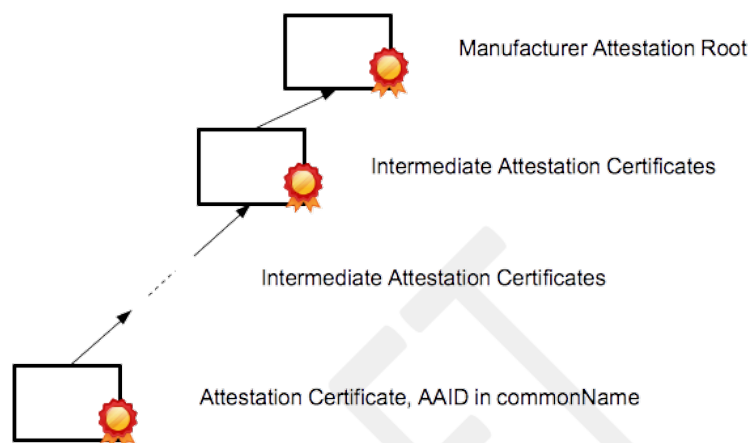 Manufacturer Attestation Root
Intermediate Attestation Certificates
Intermediate Attestation Certificates
Attestation Certificate, AAID in commonName